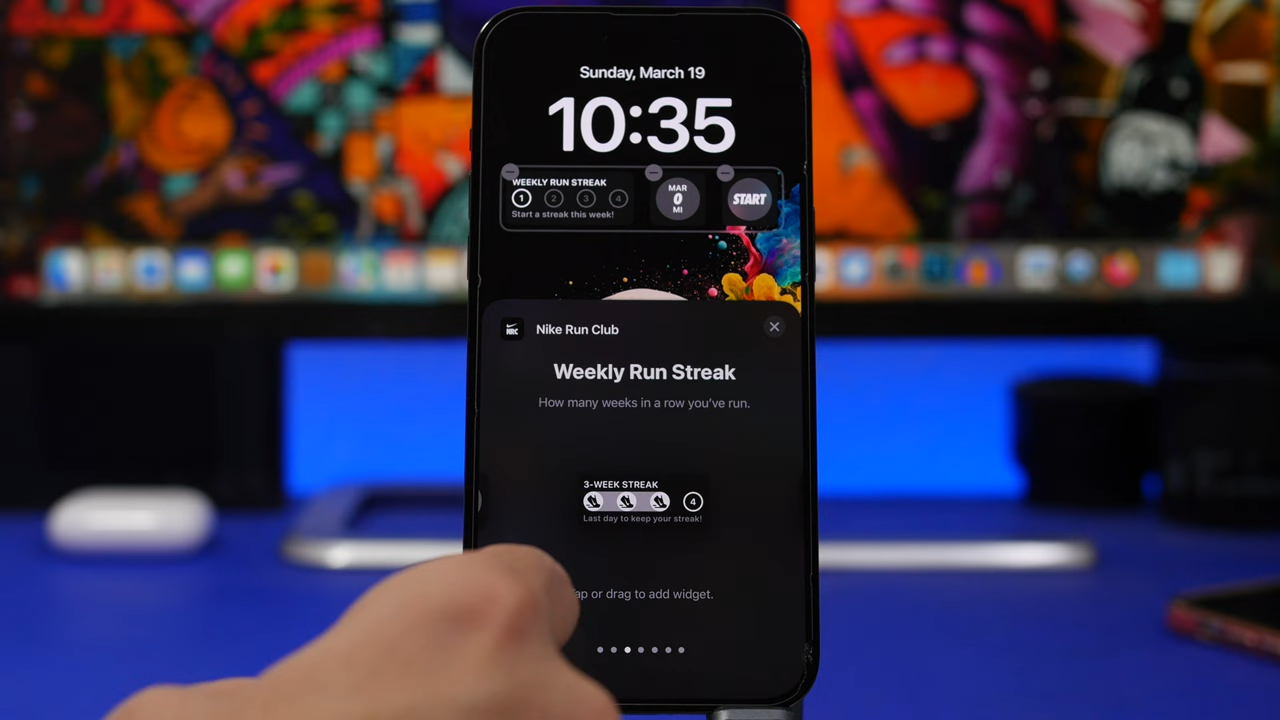 Sunday, March 19
10:35
WEEKLY RUN STREAK
1 2 3 4
Start a streak this week!
MAR
0
MI
START
NRC
Nike Run Club
Weekly Run Streak
How many weeks in a row you've run.
3-WEEK STREAK
4
Last day to keep your streak!
ap or drag to add widget.